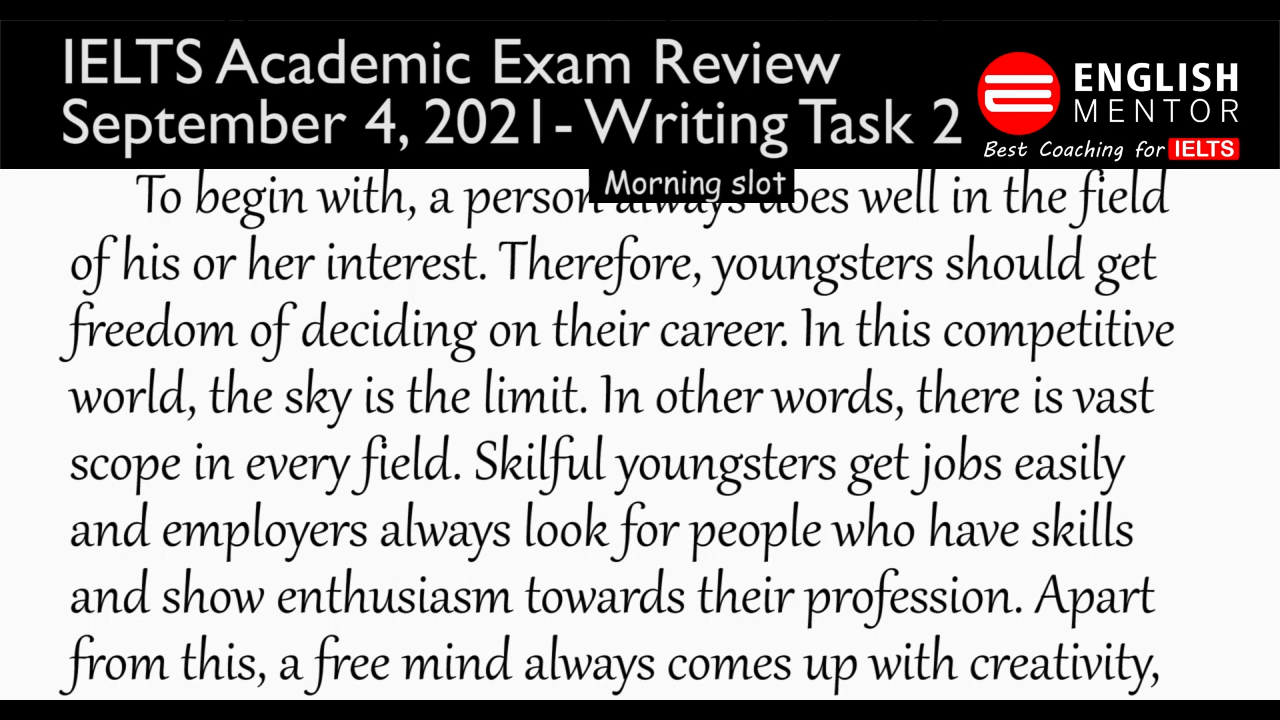 IELTS Academic Exam Review
September 4, 2021- Writing Task 2
ENGLISH
MENTOR
Best Coaching for IELTS
Morning slot
To begin with, a person always does well in the field
of his or her interest. Therefore, youngsters should get
freedom of deciding on their career. In this competitive
world, the sky is the limit. In other words, there is vast
scope in every field. Skilful youngsters get jobs easily
and employers always look for people who have skills
and show enthusiasm towards their profession. Apart
from this, a free mind always comes up with creativity,